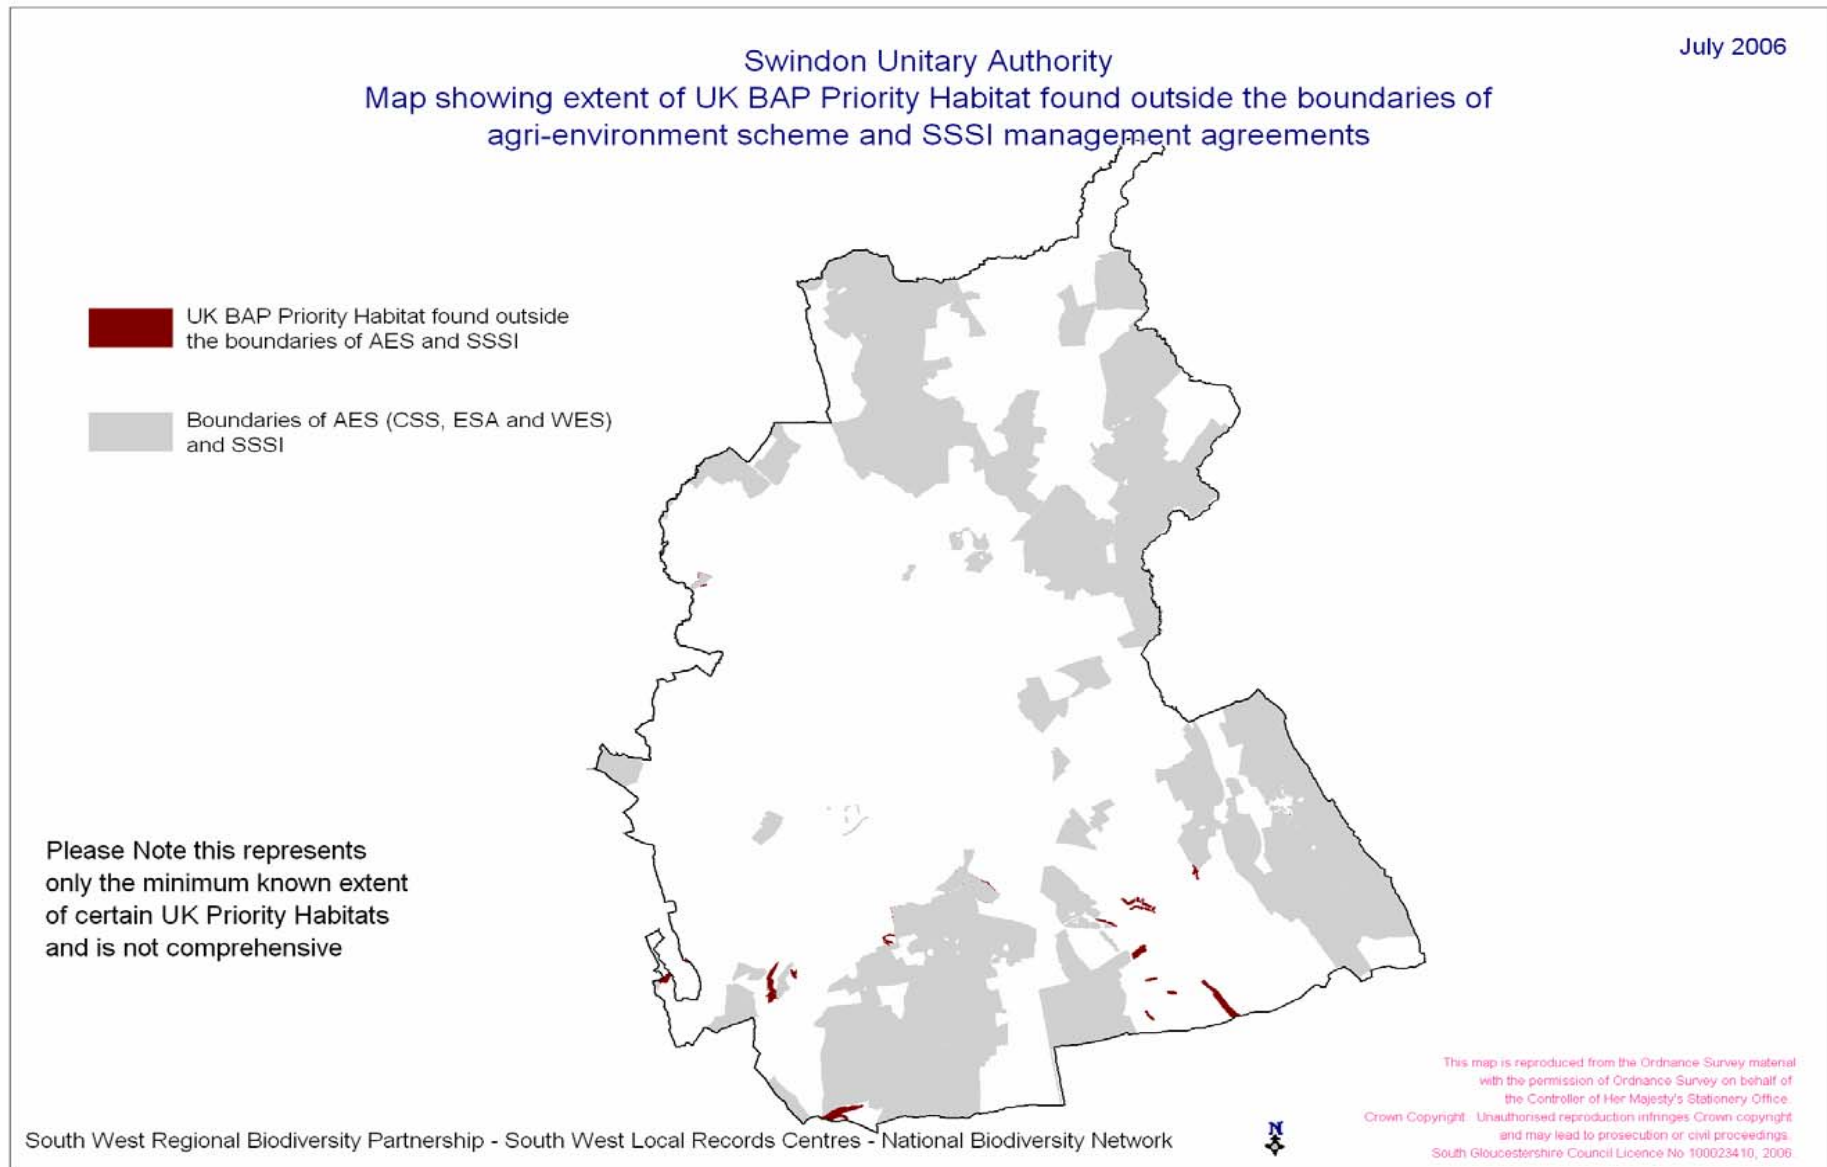 July 2006
Swindon Unitary Authority
Map showing extent of UK BAP Priority Habitat found outside the boundaries of
agri-environment scheme and SSSI management agreements
UK BAP Priority Habitat found outside
the boundaries of AES and SSSI
Boundaries of AES (CSS, ESA and WES)
and SSSI
Please Note this represents
only the minimum known extent
of certain UK Priority Habitats
and is not comprehensive
This map is reproduced from the Ordnance Survey material
with the permission of Ordnance Survey on behalf of
the Controller of Her Majesty's Stationery Office.
Crown Copyright. Unauthorised reproduction infringes Crown copyright
and may lead to prosecution or civil proceedings.
South Gloucestershire Council Licence No 100023410, 2006.
South West Regional Biodiversity Partnership - South West Local Records Centres - National Biodiversity Network
N